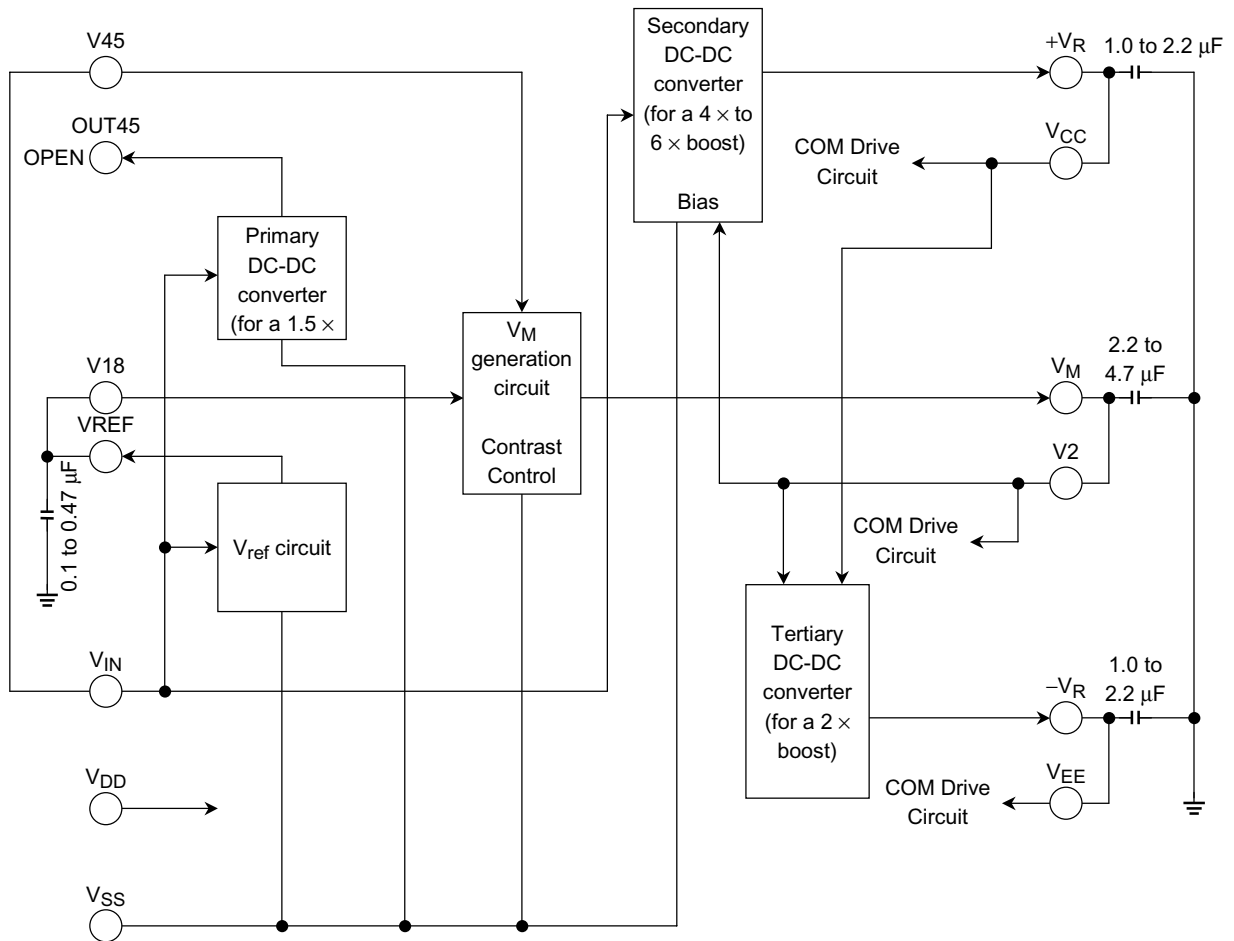 V45
OUT45
OPEN
Primary
DC-DC
converter
(for a 1.5 ×
V18
VREF
0.1 to 0.47 μF
Vref circuit
VIN
VDD
VSS
VM
generation
circuit
Contrast
Control
Secondary
DC-DC
converter
(for a 4 × to
6 × boost)
Bias
+VR
1.0 to 2.2 μF
VCC
COM Drive
Circuit
VM
2.2 to
4.7 μF
V2
COM Drive
Circuit
Tertiary
DC-DC
converter
(for a 2 ×
boost)
−VR
1.0 to
2.2 μF
VEE
COM Drive
Circuit